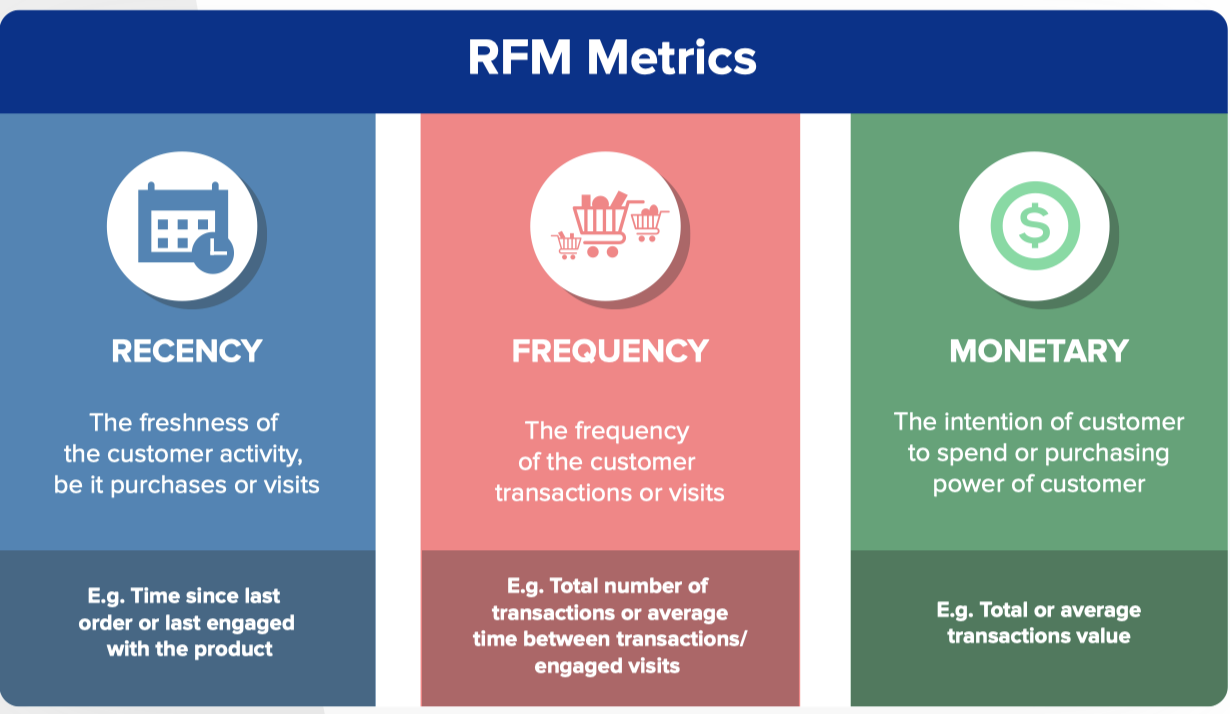 RFM Metrics
RECENCY
The freshness of
the customer activity,
be it purchases or visits
E.g. Time since last
order or last engaged
with the product
FREQUENCY
The frequency
of the customer
transactions or visits
E.g. Total number of
transactions or average
time between transactions/
engaged visits
MONETARY
The intention of customer
to spend or purchasing
power of customer
E.g. Total or average
transactions value